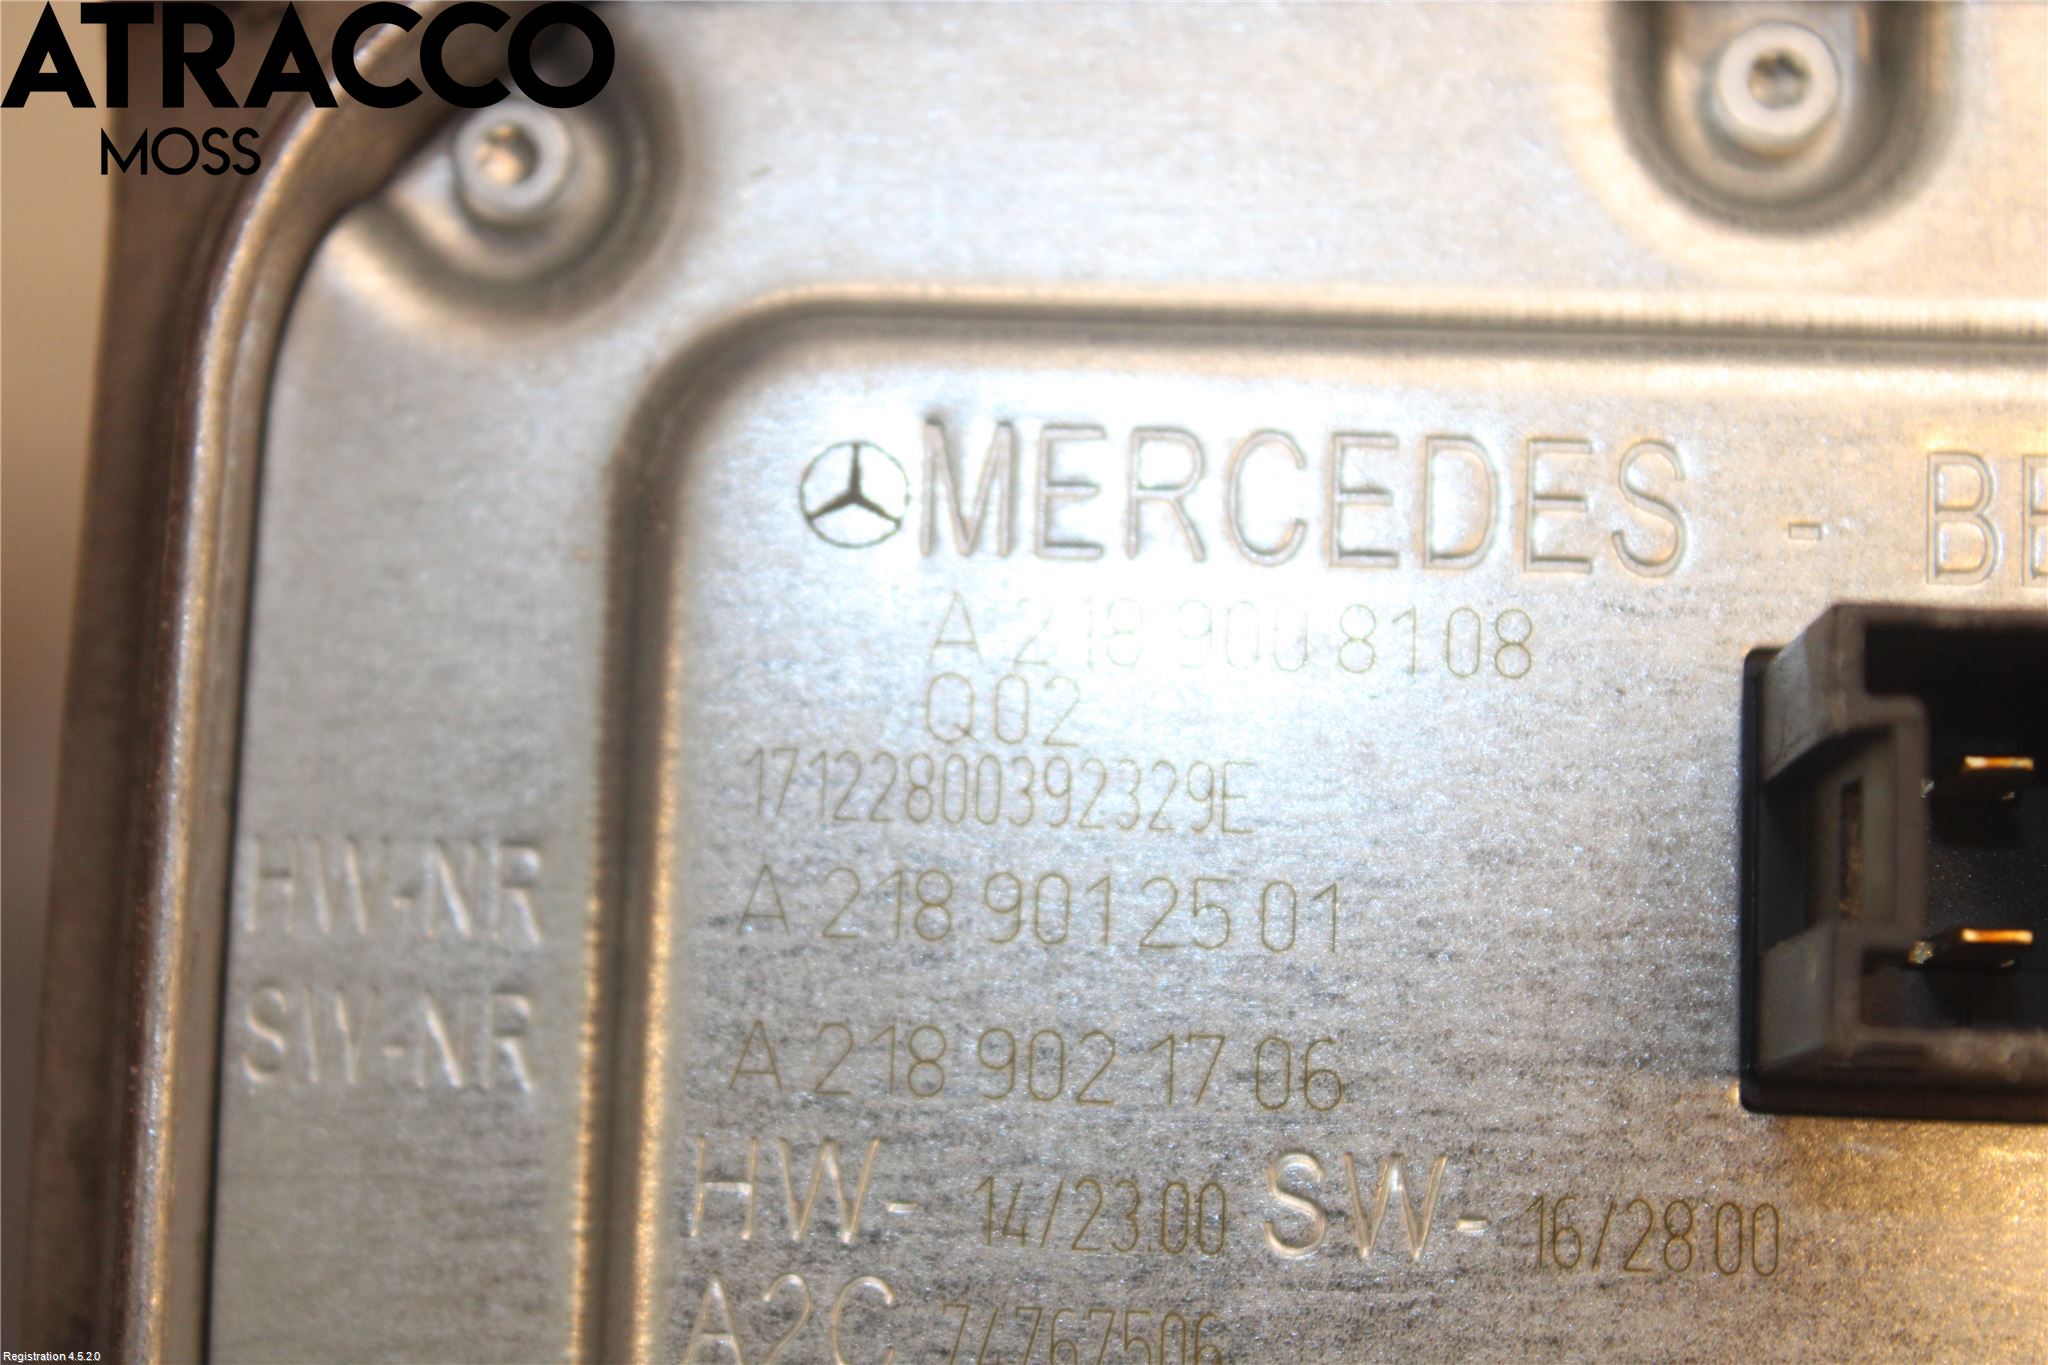 ATRACCO
MOSS
MERCEDES - BE
A 218 900 8108
Q02
17122800392329E
HW-NR A 218 901 25 01
SW-NR A 218 902 17 06
HW- 14/23.00 SW- 16/28.00
A2C 74767506
Registration 4.5.2.0